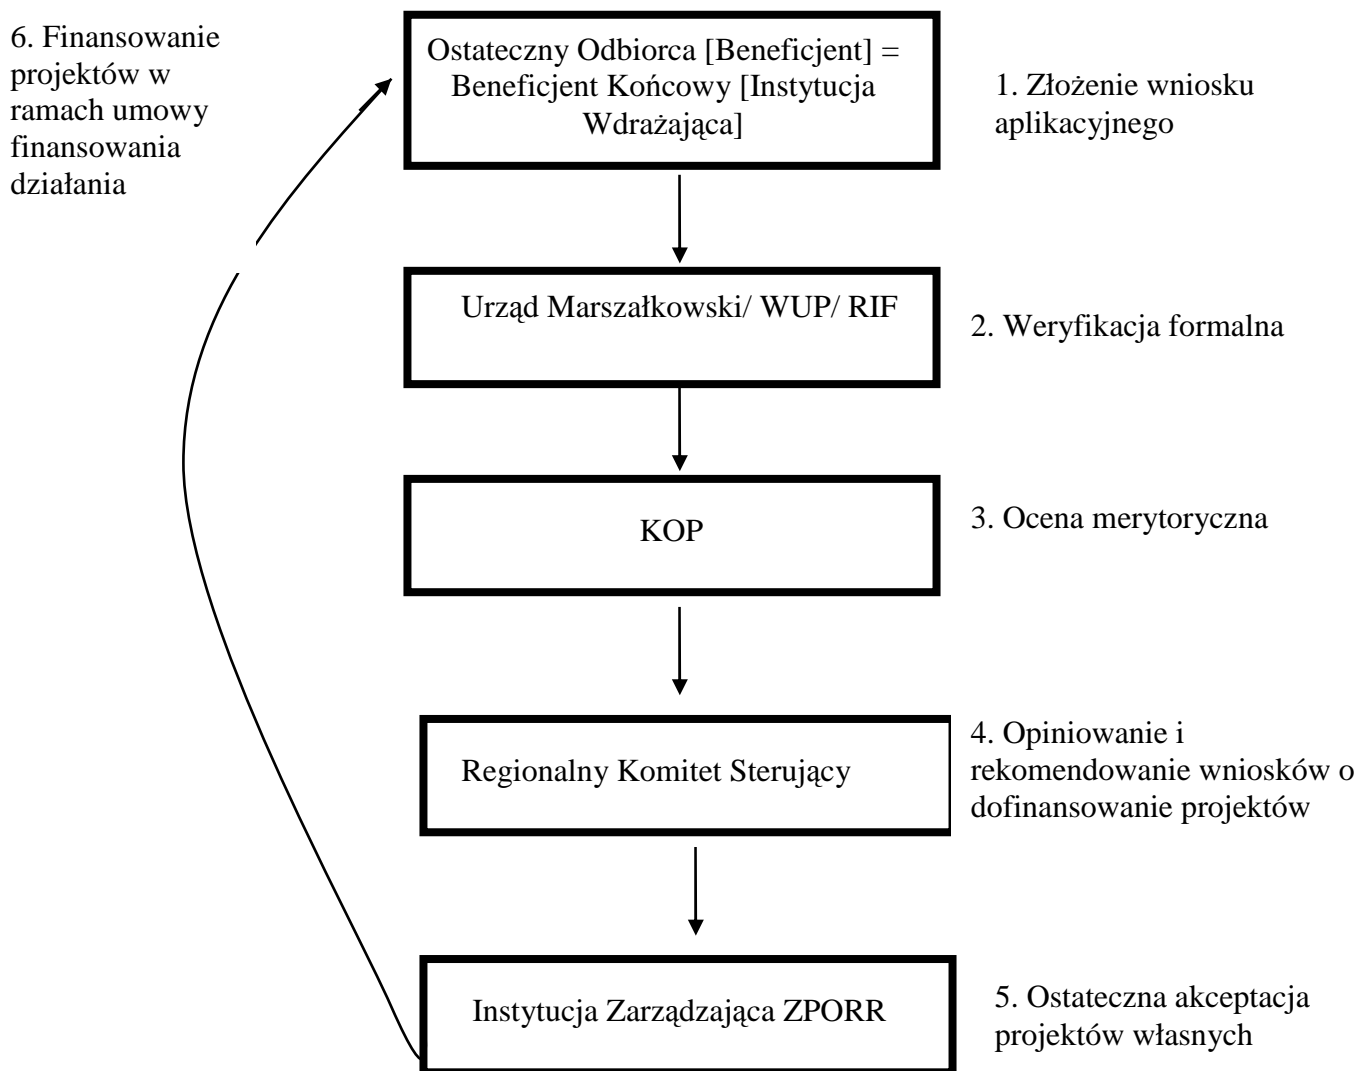 6. Finansowanie
projektów w
ramach umowy
finansowania
działania
Ostateczny Odbiorca [Beneficjent] =
Beneficjent Końcowy [Instytucja
Wdrażająca]
1. Złożenie wniosku
aplikacyjnego
Urząd Marszałkowski/ WUP/ RIF
2. Weryfikacja formalna
KOP
3. Ocena merytoryczna
Regionalny Komitet Sterujący
4. Opiniowanie i
rekomendowanie wniosków o
dofinansowanie projektów
Instytucja Zarządzająca ZPORR
5. Ostateczna akceptacja
projektów własnych